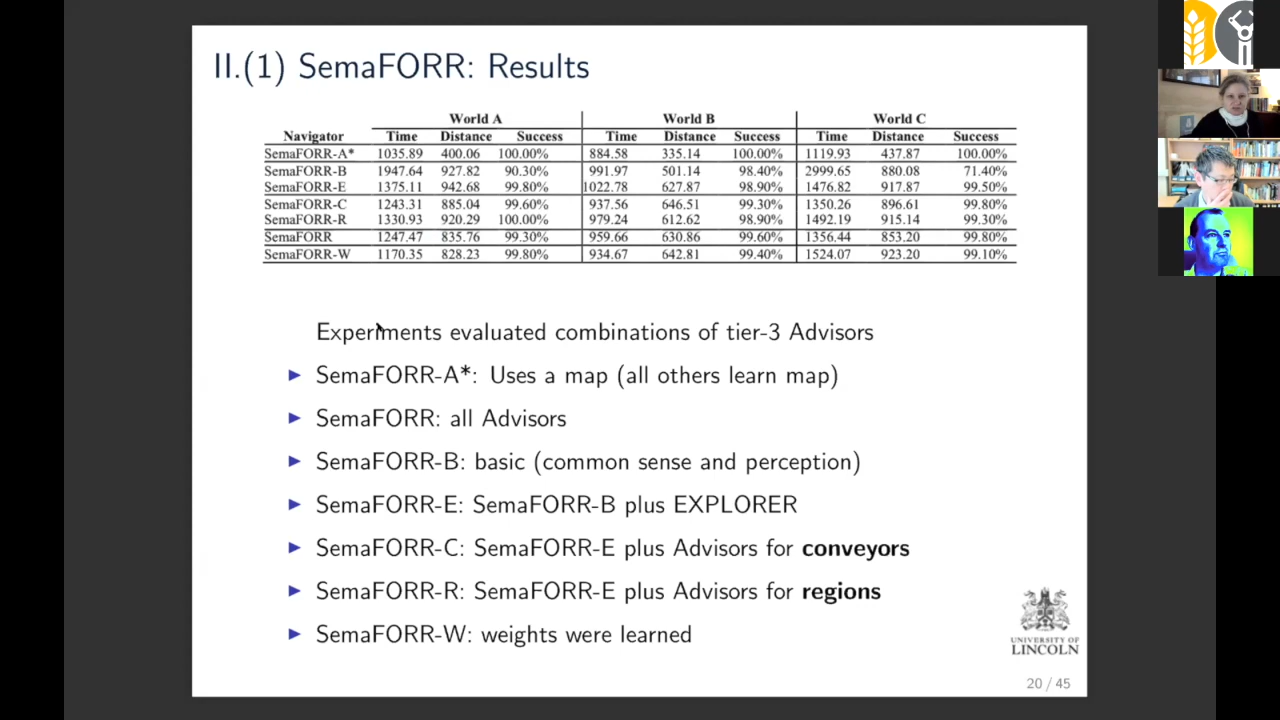 II.(1) SemaFORR: Results
World A World B World C
Navigator Time Distance Success Time Distance Success Time Distance Success
SemaFORR-A* 1035.89 400.06 100.00% 884.58 335.14 100.00% 1119.93 437.87 100.00%
SemaFORR-B 1947.64 927.82 90.30% 991.97 501.14 98.40% 2999.65 880.08 71.40%
SemaFORR-E 1375.11 942.68 99.80% 1022.78 627.87 98.90% 1476.82 917.87 99.50%
SemaFORR-C 1243.31 885.04 99.60% 937.56 646.51 99.30% 1350.26 896.61 99.80%
SemaFORR-R 1330.93 920.29 100.00% 979.24 612.62 98.90% 1492.19 915.14 99.30%
SemaFORR 1247.47 835.76 99.30% 959.66 630.86 99.60% 1356.44 853.20 99.80%
SemaFORR-W 1170.35 828.23 99.80% 934.67 642.81 99.40% 1524.07 923.20 99.10%
Experiments evaluated combinations of tier-3 Advisors
SemaFORR-A*: Uses a map (all others learn map)
SemaFORR: all Advisors
SemaFORR-B: basic (common sense and perception)
SemaFORR-E: SemaFORR-B plus EXPLORER
SemaFORR-C: SemaFORR-E plus Advisors for conveyors
SemaFORR-R: SemaFORR-E plus Advisors for regions
SemaFORR-W: weights were learned
UNIVERSITY OF
LINCOLN
20 / 45